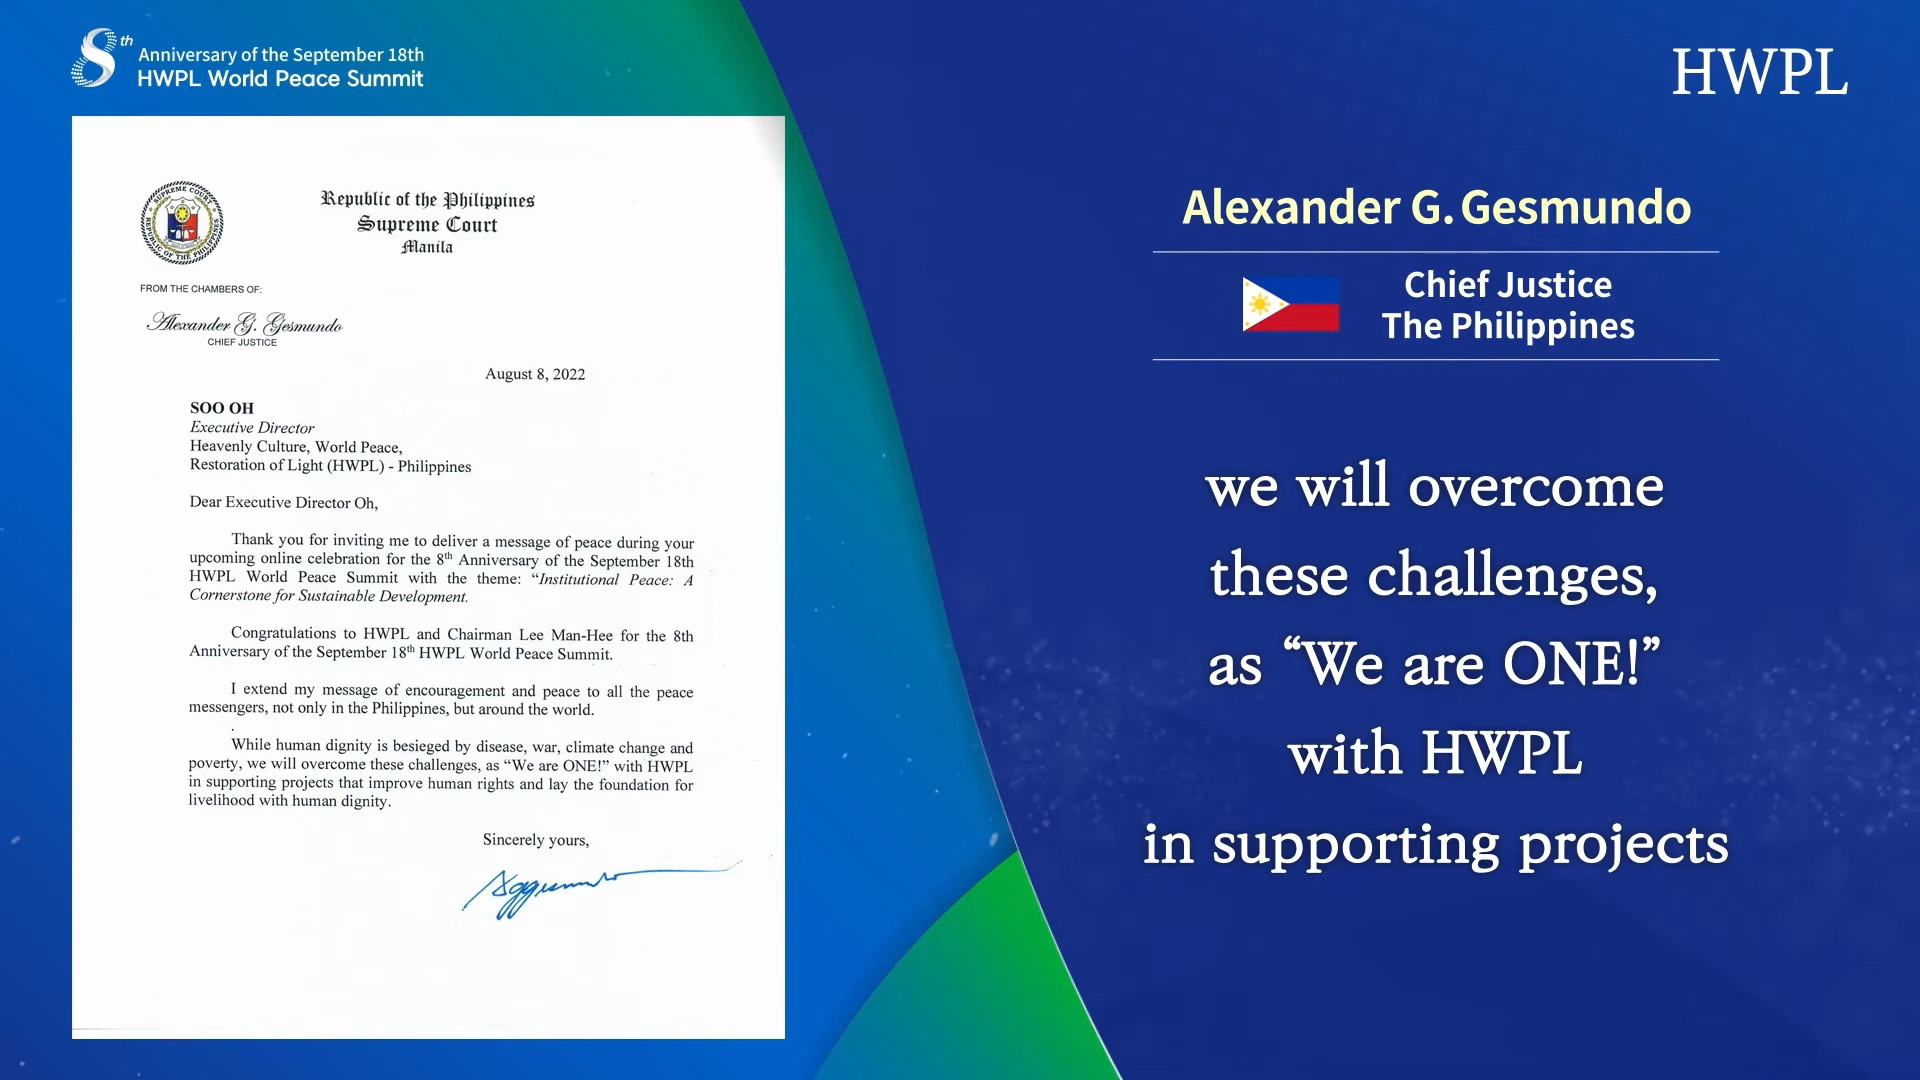 8th Anniversary of the September 18th
HWPL World Peace Summit
HWPL
SUPREME COURT
REPUBLIC OF THE PHILIPPINES
Republic of the Philippines
Supreme Court
Manila
FROM THE CHAMBERS OF:
Alexander G. Gesmundo
CHIEF JUSTICE
August 8, 2022
SOO OH
Executive Director
Heavenly Culture, World Peace,
Restoration of Light (HWPL) - Philippines
Dear Executive Director Oh,
Thank you for inviting me to deliver a message of peace during your
upcoming online celebration for the 8th Anniversary of the September 18th
HWPL World Peace Summit with the theme: “Institutional Peace: A
Cornerstone for Sustainable Development.
Congratulations to HWPL and Chairman Lee Man-Hee for the 8th
Anniversary of the September 18th HWPL World Peace Summit.
I extend my message of encouragement and peace to all the peace
messengers, not only in the Philippines, but around the world.
While human dignity is besieged by disease, war, climate change and
poverty, we will overcome these challenges, as “We are ONE!” with HWPL
in supporting projects that improve human rights and lay the foundation for
livelihood with human dignity.
Sincerely yours,
Alexander G. Gesmundo
Chief Justice
The Philippines
we will overcome
these challenges,
as “We are ONE!”
with HWPL
in supporting projects